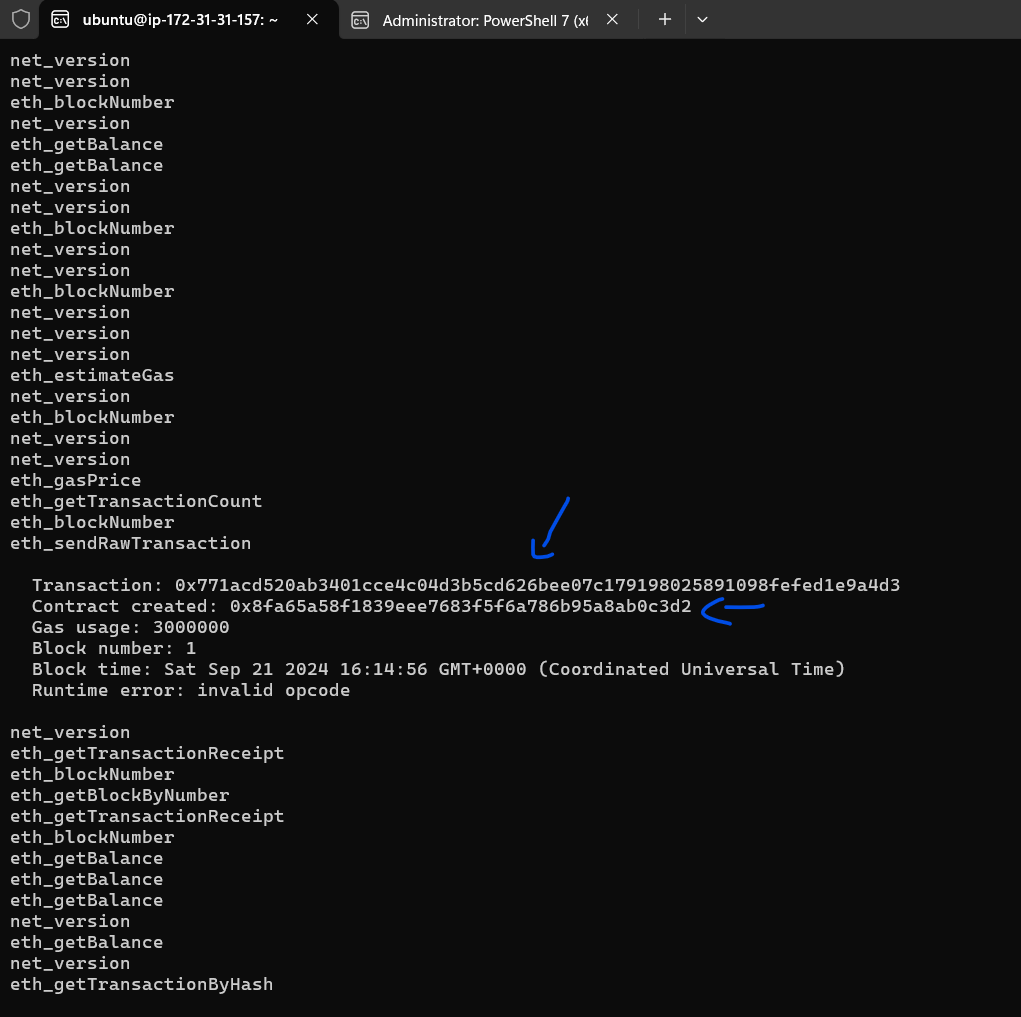 ubuntu@ip-172-31-31-157: ~
Administrator: PowerShell 7 (x6
net_version
net_version
eth_blockNumber
net_version
eth_getBalance
eth_getBalance
net_version
net_version
eth_blockNumber
net_version
net_version
eth_blockNumber
net_version
net_version
net_version
eth_estimateGas
net_version
eth_blockNumber
net_version
net_version
eth_gasPrice
eth_getTransactionCount
eth_blockNumber
eth_sendRawTransaction
Transaction: 0x771acd520ab3401cce4c04d3b5cd626bee07c179198025891098fefed1e9a4d3
Contract created: 0x8fa65a58f1839eee7683f5f6a786b95a8ab0c3d2
Gas usage: 3000000
Block number: 1
Block time: Sat Sep 21 2024 16:14:56 GMT+0000 (Coordinated Universal Time)
Runtime error: invalid opcode
net_version
eth_getTransactionReceipt
eth_blockNumber
eth_getBlockByNumber
eth_getTransactionReceipt
eth_blockNumber
eth_getBalance
eth_getBalance
eth_getBalance
net_version
eth_getBalance
net_version
eth_getTransactionByHash